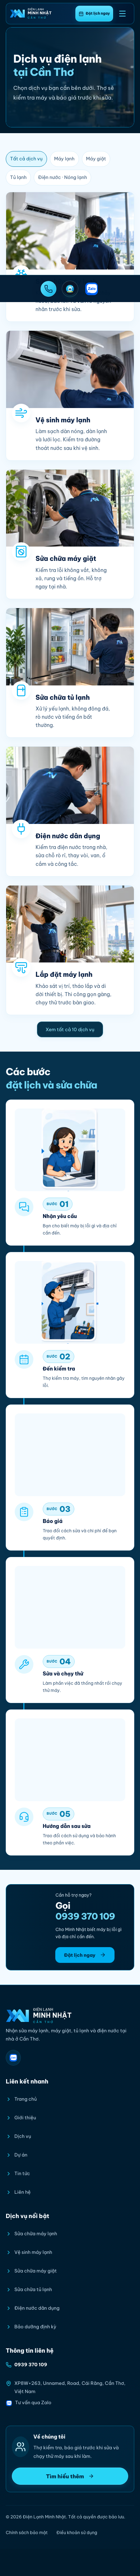 ĐIỆN LẠNH
MINH NHẬT
CẦN THƠ
Đặt lịch ngay
Dịch vụ điện lạnh
tại Cần Thơ
Chọn dịch vụ bạn cần bên dưới. Thợ sẽ
kiểm tra máy và báo giá trước khi sửa.
Tất cả dịch vụ
Máy lạnh
Máy giặt
Tủ lạnh
Điện nước · Nóng lạnh
Zalo
nhân trước khi sửa.
Vệ sinh máy lạnh
Làm sạch dàn nóng, dàn lạnh
và lưới lọc. Kiểm tra đường
thoát nước sau khi vệ sinh.
Sửa chữa máy giặt
Kiểm tra lỗi không vắt, không
xả, rung và tiếng ồn. Hỗ trợ
ngay tại nhà.
Sửa chữa tủ lạnh
Xử lý yếu lạnh, không đông đá,
rò nước và tiếng ồn bất
thường.
Điện nước dân dụng
Kiểm tra điện nước trong nhà,
sửa chỗ rò rỉ, thay vòi, van, ổ
cắm và công tắc.
Lắp đặt máy lạnh
Khảo sát vị trí, tháo lắp và di
dời thiết bị. Thi công gọn gàng,
chạy thử trước khi bàn giao.
Xem tất cả 10 dịch vụ
Các bước
đặt lịch và sửa chữa
BƯỚC 01
Nhận yêu cầu
Bạn cho biết máy bị lỗi gì và địa chỉ
cần đến.
BƯỚC 02
Đến kiểm tra
Thợ kiểm tra máy, tìm nguyên nhân gây
lỗi.
BƯỚC 03
Báo giá
Trao đổi cách sửa và chi phí để bạn
quyết định.
BƯỚC 04
Sửa và chạy thử
Làm phần việc đã thống nhất rồi chạy
thử máy.
BƯỚC 05
Hướng dẫn sau sửa
Trao đổi cách sử dụng và bảo hành
theo phần việc.
Cần hỗ trợ ngay?
Gọi
0939 370 109
Cho Minh Nhật biết máy bị lỗi gì
và địa chỉ cần đến.
Đặt lịch ngay
ĐIỆN LẠNH
MINH NHẬT
CẦN THƠ
Nhận sửa máy lạnh, máy giặt, tủ lạnh và điện nước tại
nhà ở Cần Thơ.
Liên kết nhanh
Trang chủ
Giới thiệu
Dịch vụ
Dự án
Tin tức
Liên hệ
Dịch vụ nổi bật
Sửa chữa máy lạnh
Vệ sinh máy lạnh
Sửa chữa máy giặt
Sửa chữa tủ lạnh
Điện nước dân dụng
Bảo dưỡng định kỳ
Thông tin liên hệ
0939 370 109
XP8W+263, Unnamed, Road, Cái Răng, Cần Thơ,
Việt Nam
Tư vấn qua Zalo
Về chúng tôi
Thợ kiểm tra, báo giá trước khi sửa và
chạy thử máy sau khi làm.
Tìm hiểu thêm
© 2026 Điện Lạnh Minh Nhật. Tất cả quyền được bảo lưu.
Chính sách bảo mật
Điều khoản sử dụng